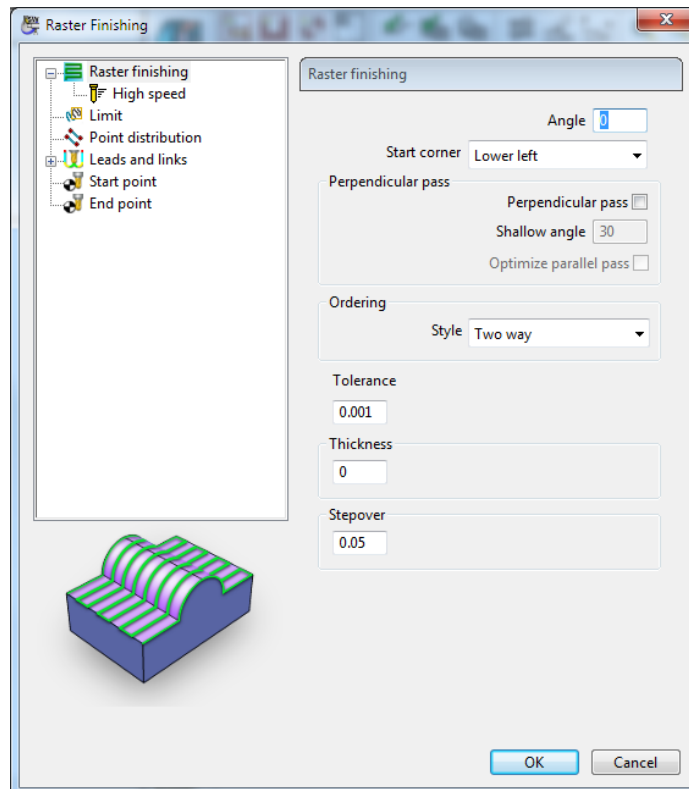 Raster Finishing
Raster finishing
High speed
Limit
Point distribution
Leads and links
Start point
End point
Raster finishing
Angle 0
Start corner Lower left
Perpendicular pass
Perpendicular pass
Shallow angle 30
Optimize parallel pass
Ordering
Style Two way
Tolerance
0.001
Thickness
0
Stepover
0.05
OK Cancel